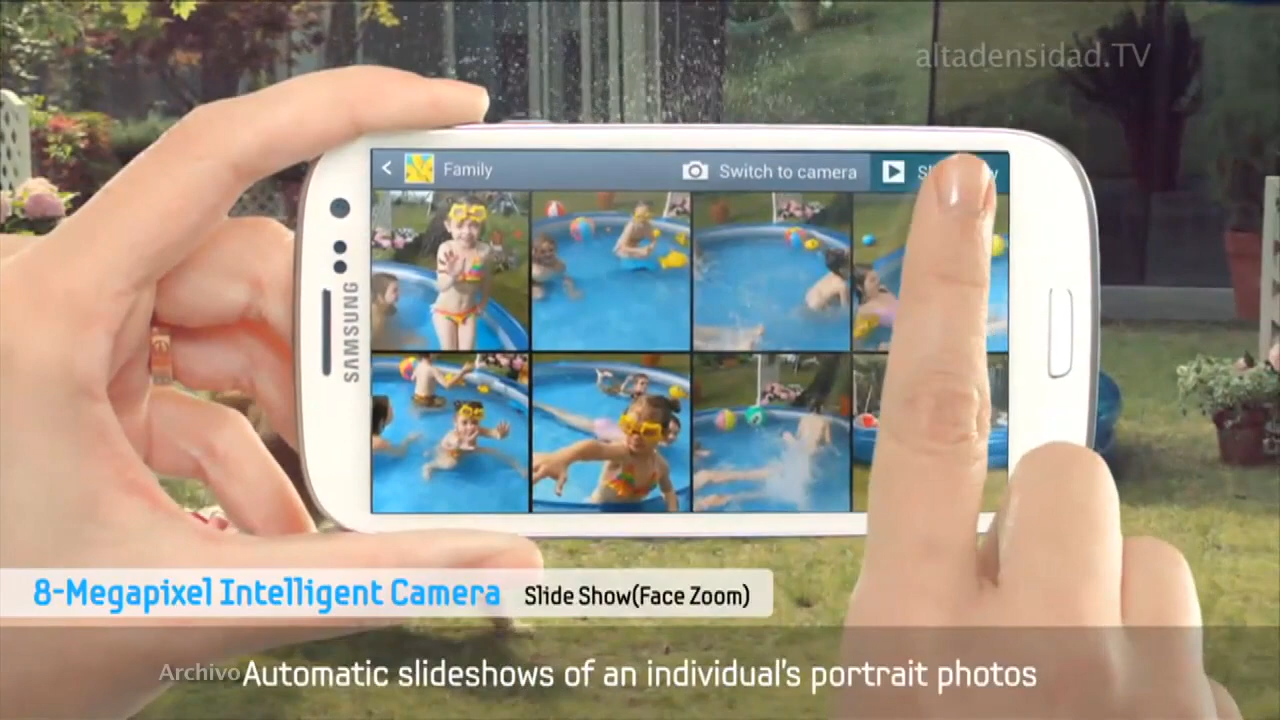 altadensidad.TV
Family
Switch to camera
SAMSUNG
8-Megapixel Intelligent Camera Slide Show(Face Zoom)
Archivo
Automatic slideshows of an individual's portrait photos